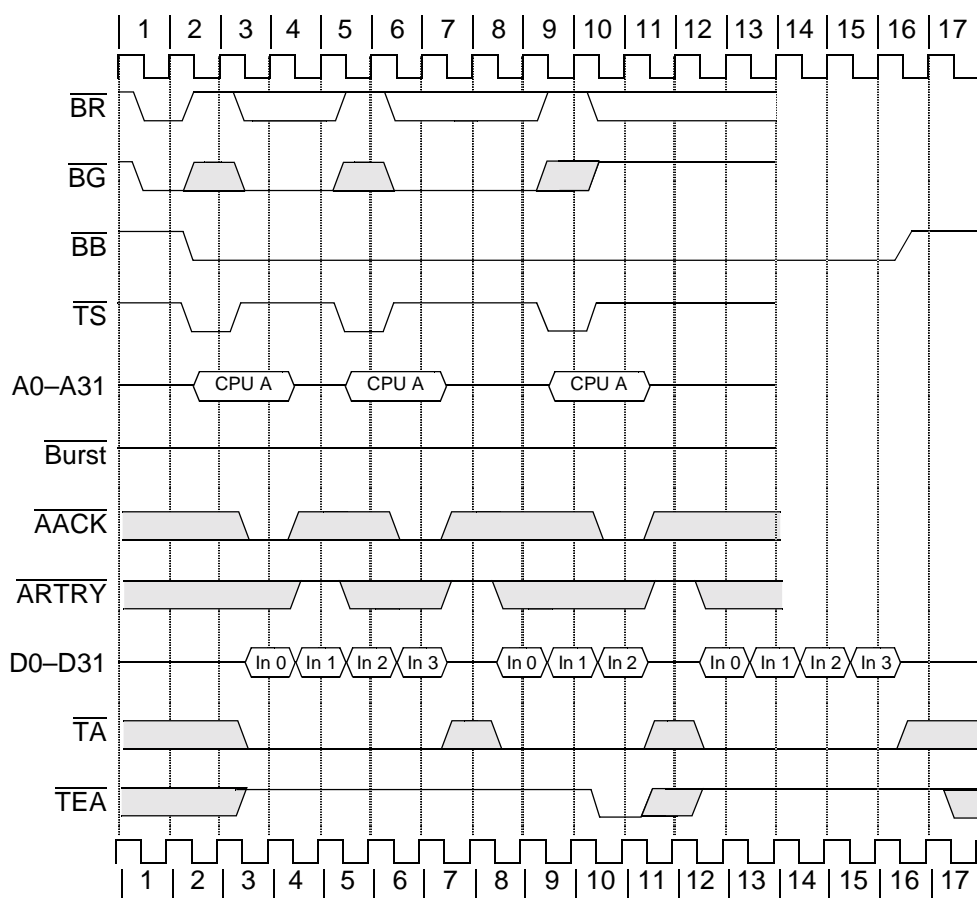 1 2 3 4 5 6 7 8 9 10 11 12 13 14 15 16 17
BR
BG
BB
TS
A0–A31 CPU A CPU A CPU A
Burst
AACK
ARTRY
D0–D31 In 0 In 1 In 2 In 3 In 0 In 1 In 2 In 0 In 1 In 2 In 3
TA
TEA
1 2 3 4 5 6 7 8 9 10 11 12 13 14 15 16 17